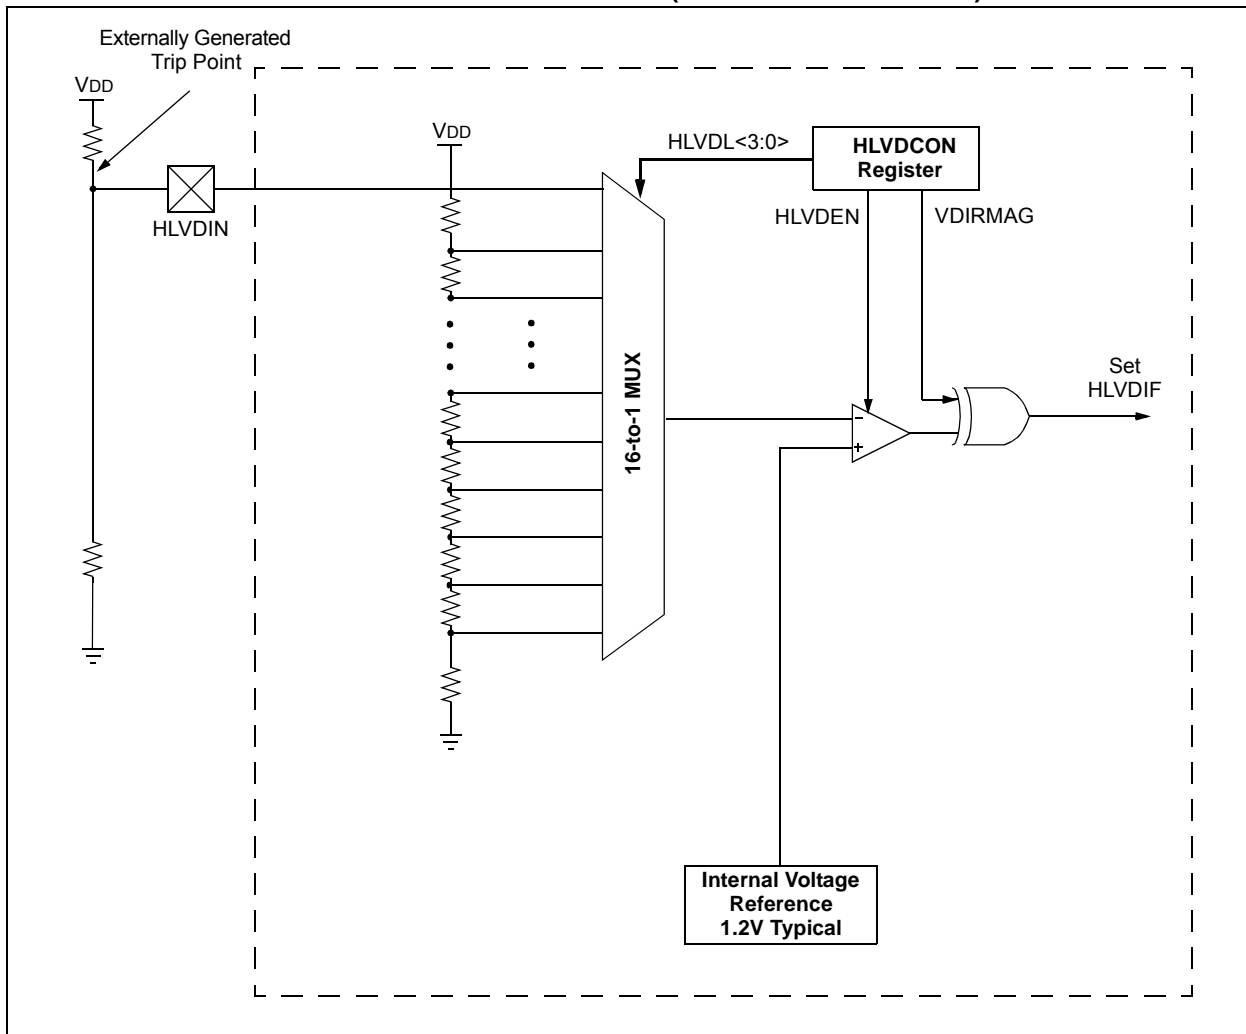 Externally Generated
Trip Point
VDD
VDD
HLVDL<3:0>
HLVDCON
Register
HLVDIN
HLVDEN
VDIRMAG
16-to-1 MUX
Set
HLVDIF
–
+
Internal Voltage
Reference
1.2V Typical